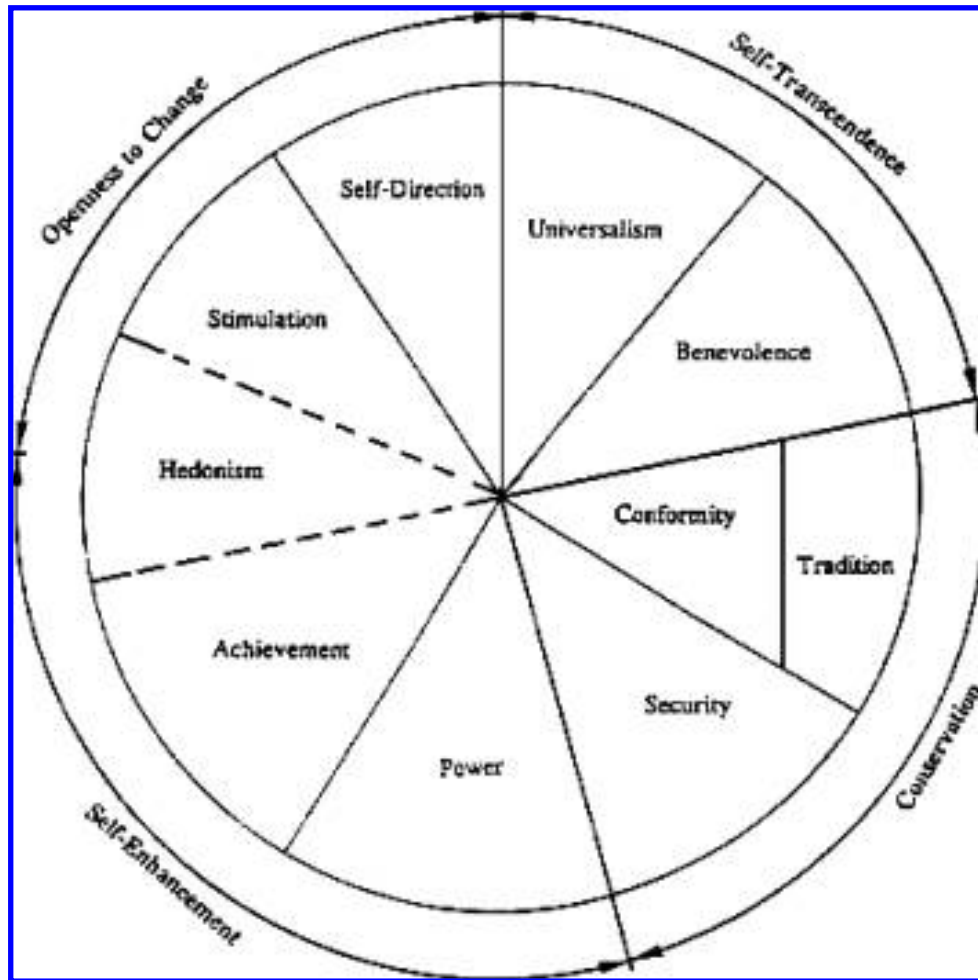 Openness to Change
Self-Transcendence
Self-Direction
Universalism
Stimulation
Benevolence
Hedonism
Conformity
Tradition
Achievement
Security
Power
Self-Enhancement
Conservation